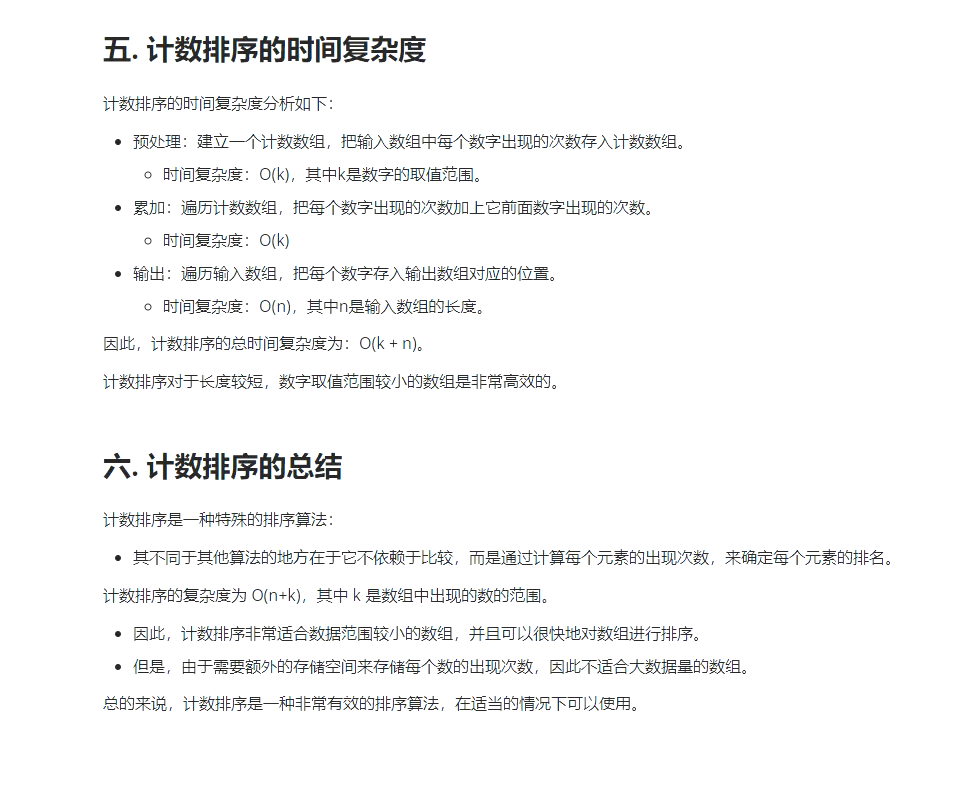 五. 计数排序的时间复杂度
计数排序的时间复杂度分析如下：
预处理：建立一个计数数组，把输入数组中每个数字出现的次数存入计数数组。
时间复杂度：O(k)，其中k是数字的取值范围。
累加：遍历计数数组，把每个数字出现的次数加上它前面数字出现的次数。
时间复杂度：O(k)
输出：遍历输入数组，把每个数字存入输出数组对应的位置。
时间复杂度：O(n)，其中n是输入数组的长度。
因此，计数排序的总时间复杂度为：O(k + n)。
计数排序对于长度较短，数字取值范围较小的数组是非常高效的。
六. 计数排序的总结
计数排序是一种特殊的排序算法：
其不同于其他算法的地方在于它不依赖于比较，而是通过计算每个元素的出现次数，来确定每个元素的排名。
计数排序的复杂度为 O(n+k)，其中 k 是数组中出现的数的范围。
因此，计数排序非常适合数据范围较小的数组，并且可以很快地对数组进行排序。
但是，由于需要额外的存储空间来存储每个数的出现次数，因此不适合大数据量的数组。
总的来说，计数排序是一种非常有效的排序算法，在适当的情况下可以使用。